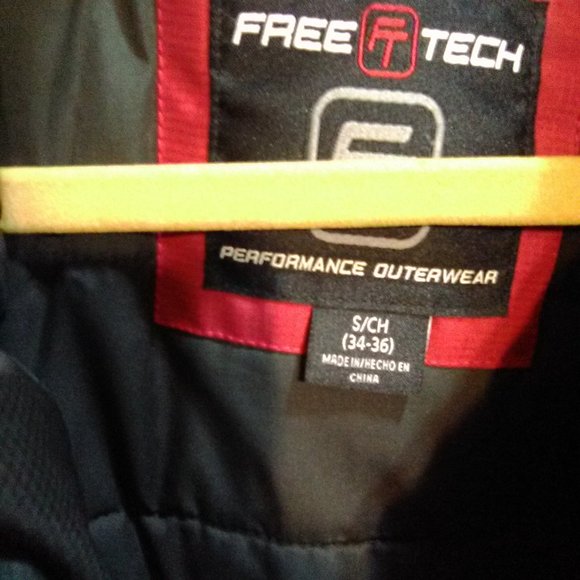 FREE FT TECH
PERFORMANCE OUTERWEAR
S/CH
(34-36)
MADE IN/HECHO EN
CHINA